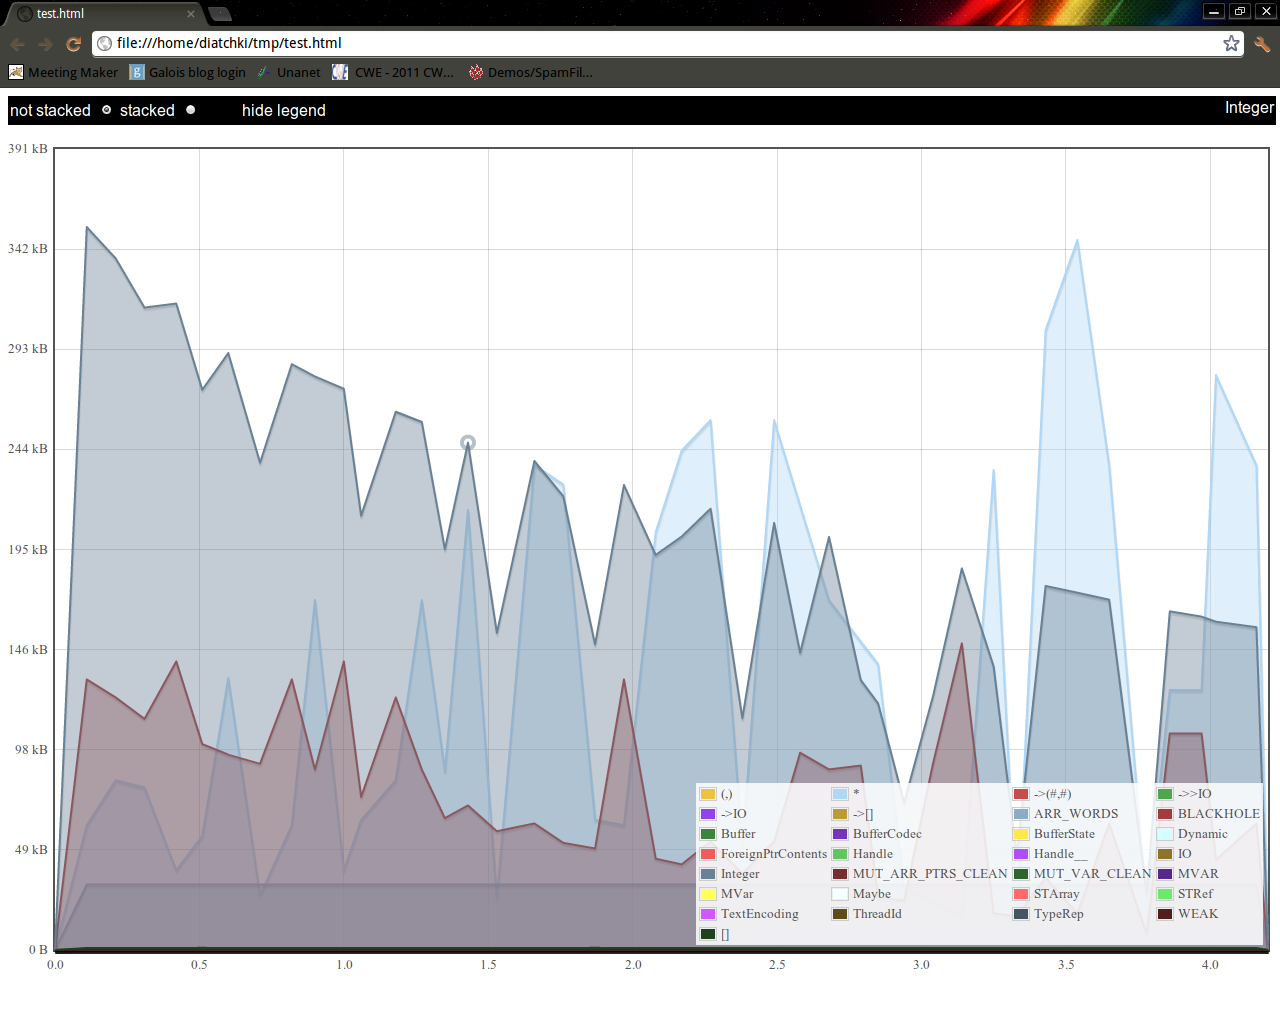 test.html
file:///home/diatchki/tmp/test.html
Meeting Maker Galois blog login Unanet CWE - 2011 CW... Demos/SpamFil...
not stacked stacked hide legend Integer
391 kB
342 kB
293 kB
244 kB
195 kB
146 kB
98 kB
49 kB
0 B
(,) * ->(#,#) ->>IO
->IO ->[] ARR_WORDS BLACKHOLE
Buffer BufferCodec BufferState Dynamic
ForeignPtrContents Handle Handle__ IO
Integer MUT_ARR_PTRS_CLEAN MUT_VAR_CLEAN MVAR
MVar Maybe STArray STRef
TextEncoding ThreadId TypeRep WEAK
[]
0.0 0.5 1.0 1.5 2.0 2.5 3.0 3.5 4.0